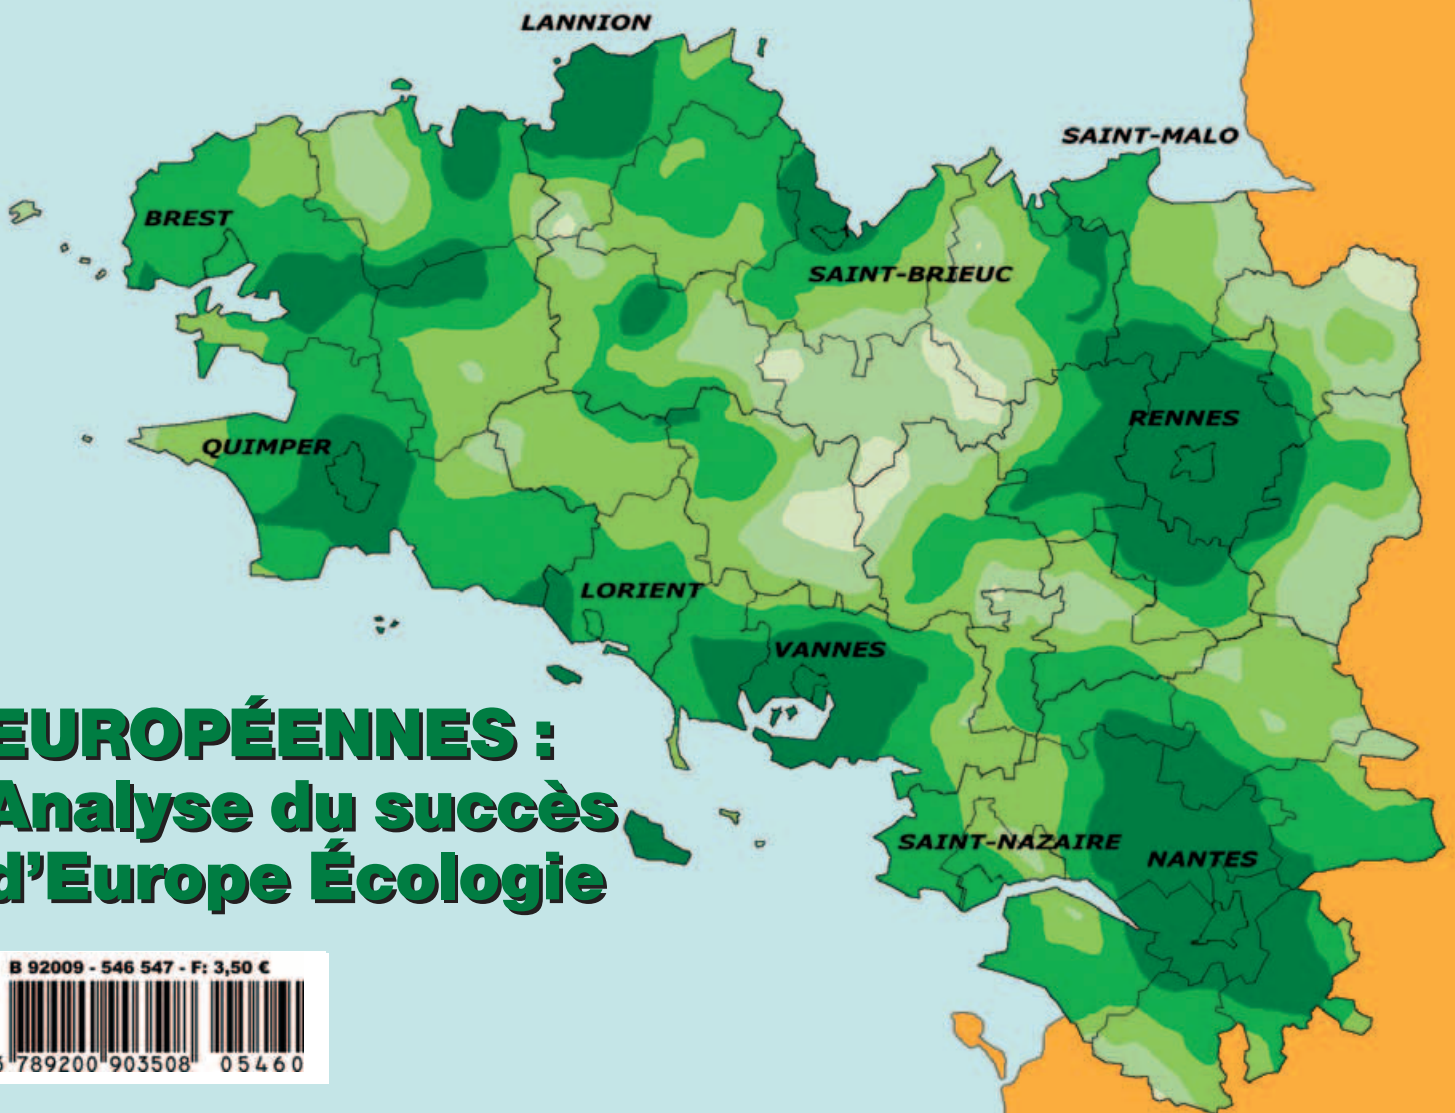 LANNION
SAINT-MALO
BREST
SAINT-BRIEUC
RENNES
QUIMPER
LORIENT
VANNES
EUROPÉENNES :
Analyse du succès
d'Europe Écologie
SAINT-NAZAIRE
NANTES
B 92009 - 546 547 - F: 3,50 €
789200 903508 05460